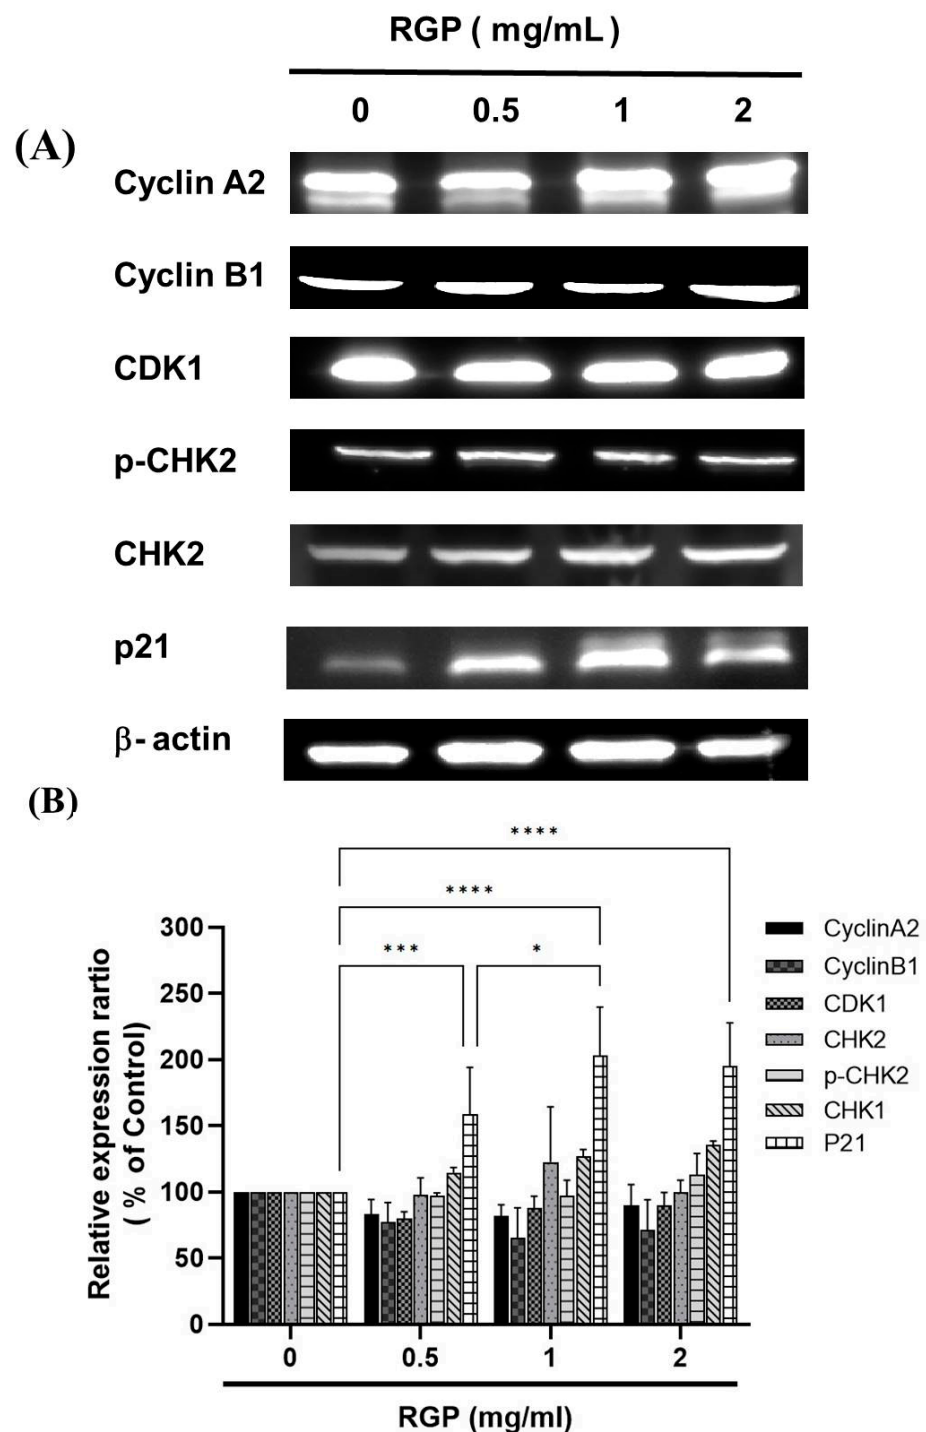 RGP ( mg/mL )
0 0.5 1 2
(A)
Cyclin A2
Cyclin B1
CDK1
p-CHK2
CHK2
p21
β- actin
(B)
****
****
*** *
300
250
200
150
100
50
0
Relative expression rartio
( % of Control)
CyclinA2
CyclinB1
CDK1
CHK2
p-CHK2
CHK1
P21
0 0.5 1 2
RGP (mg/ml)